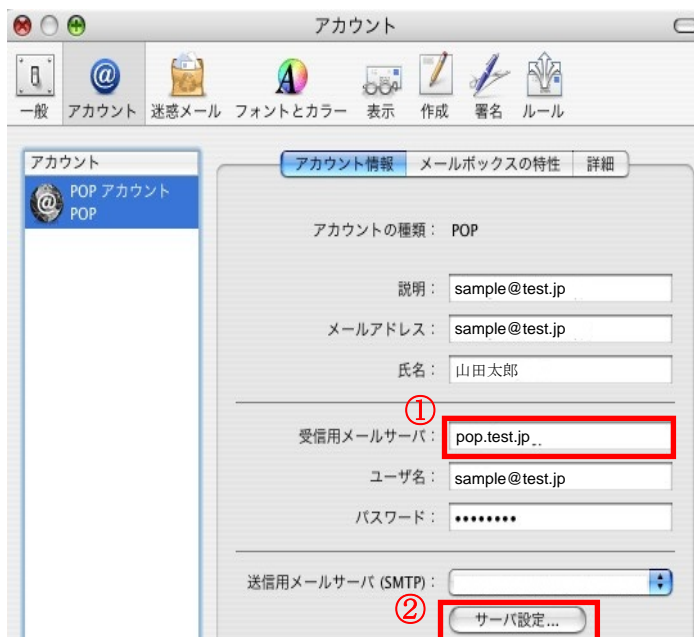 アカウント
一般 アカウント 迷惑メール フォントとカラー 表示 作成 署名 ルール
アカウント
POP アカウント
POP
アカウント情報 メールボックスの特性 詳細
アカウントの種類： POP
説明： sample@test.jp
メールアドレス： sample@test.jp
氏名： 山田太郎
①
受信用メールサーバ： pop.test.jp
ユーザ名： sample@test.jp
パスワード： ••••••••
送信用メールサーバ (SMTP)：
②
サーバ設定...